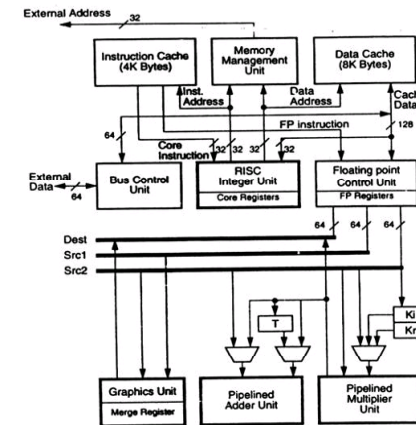 External Address
32
Instruction Cache
(4K Bytes)
Memory
Management
Unit
Data Cache
(8K Bytes)
Inst.
Address
Data
Address
Cach
Data
128
FP instruction
64
Core
Instruction
32
32
32
32
External
Data
64
Bus Control
Unit
RISC
Integer Unit
Core Registers
Floating point
Control Unit
FP Registers
64
64
64
Dest
Src1
Src2
T
Ki
Kr
Graphics Unit
Merge Register
Pipelined
Adder Unit
Pipelined
Multiplier
Unit